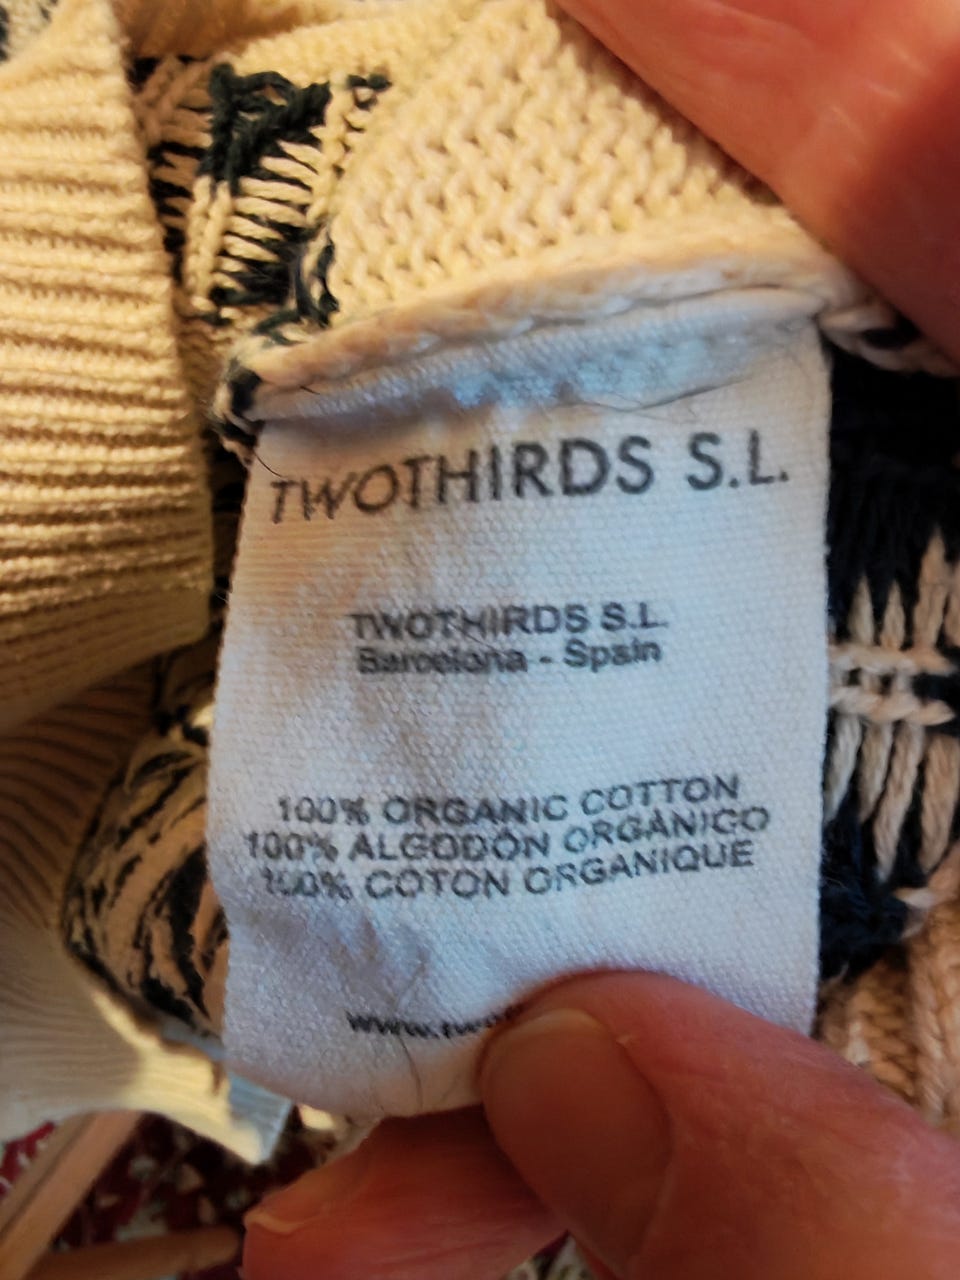 TWOTHIRDS S.L.
TWOTHIRDS S.L.
Barcelona - Spain
100% ORGANIC COTTON
100% ALGODÓN ORGÁNICO
100% COTON ORGANIQUE